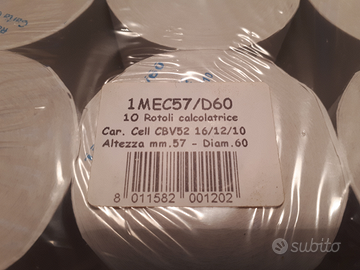 1MEC57/D60
10 Rotoli calcolatrice
Car. Cell CBV52 16/12/10
Altezza mm.57 - Diam.60
8 011582 001202
subito